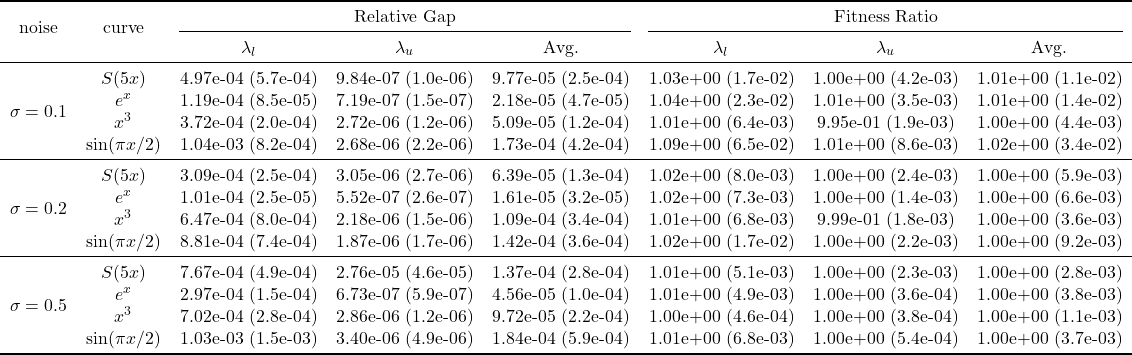 noise curve Relative Gap Fitness Ratio
λ_l λ_u Avg. λ_l λ_u Avg.
S(5x) 4.97e-04 (5.7e-04) 9.84e-07 (1.0e-06) 9.77e-05 (2.5e-04) 1.03e+00 (1.7e-02) 1.00e+00 (4.2e-03) 1.01e+00 (1.1e-02)
e^x 1.19e-04 (8.5e-05) 7.19e-07 (1.5e-07) 2.18e-05 (4.7e-05) 1.04e+00 (2.3e-02) 1.01e+00 (3.5e-03) 1.01e+00 (1.4e-02)
σ = 0.1
x^3 3.72e-04 (2.0e-04) 2.72e-06 (1.2e-06) 5.09e-05 (1.2e-04) 1.01e+00 (6.4e-03) 9.95e-01 (1.9e-03) 1.00e+00 (4.4e-03)
sin(πx/2) 1.04e-03 (8.2e-04) 2.68e-06 (2.2e-06) 1.73e-04 (4.2e-04) 1.09e+00 (6.5e-02) 1.01e+00 (8.6e-03) 1.02e+00 (3.4e-02)
S(5x) 3.09e-04 (2.5e-04) 3.05e-06 (2.7e-06) 6.39e-05 (1.3e-04) 1.02e+00 (8.0e-03) 1.00e+00 (2.4e-03) 1.00e+00 (5.9e-03)
e^x 1.01e-04 (2.5e-05) 5.52e-07 (2.6e-07) 1.61e-05 (3.2e-05) 1.02e+00 (7.3e-03) 1.00e+00 (1.4e-03) 1.00e+00 (6.6e-03)
σ = 0.2
x^3 6.47e-04 (8.0e-04) 2.18e-06 (1.5e-06) 1.09e-04 (3.4e-04) 1.01e+00 (6.8e-03) 9.99e-01 (1.8e-03) 1.00e+00 (3.6e-03)
sin(πx/2) 8.81e-04 (7.4e-04) 1.87e-06 (1.7e-06) 1.42e-04 (3.6e-04) 1.02e+00 (1.7e-02) 1.00e+00 (2.2e-03) 1.00e+00 (9.2e-03)
S(5x) 7.67e-04 (4.9e-04) 2.76e-05 (4.6e-05) 1.37e-04 (2.8e-04) 1.01e+00 (5.1e-03) 1.00e+00 (2.3e-03) 1.00e+00 (2.8e-03)
e^x 2.97e-04 (1.5e-04) 6.73e-07 (5.9e-07) 4.56e-05 (1.0e-04) 1.01e+00 (4.9e-03) 1.00e+00 (3.6e-04) 1.00e+00 (3.8e-03)
σ = 0.5
x^3 7.02e-04 (2.8e-04) 2.86e-06 (1.2e-06) 9.72e-05 (2.2e-04) 1.00e+00 (4.6e-04) 1.00e+00 (3.8e-04) 1.00e+00 (1.1e-03)
sin(πx/2) 1.03e-03 (1.5e-03) 3.40e-06 (4.9e-06) 1.84e-04 (5.9e-04) 1.01e+00 (6.8e-03) 1.00e+00 (5.4e-04) 1.00e+00 (3.7e-03)